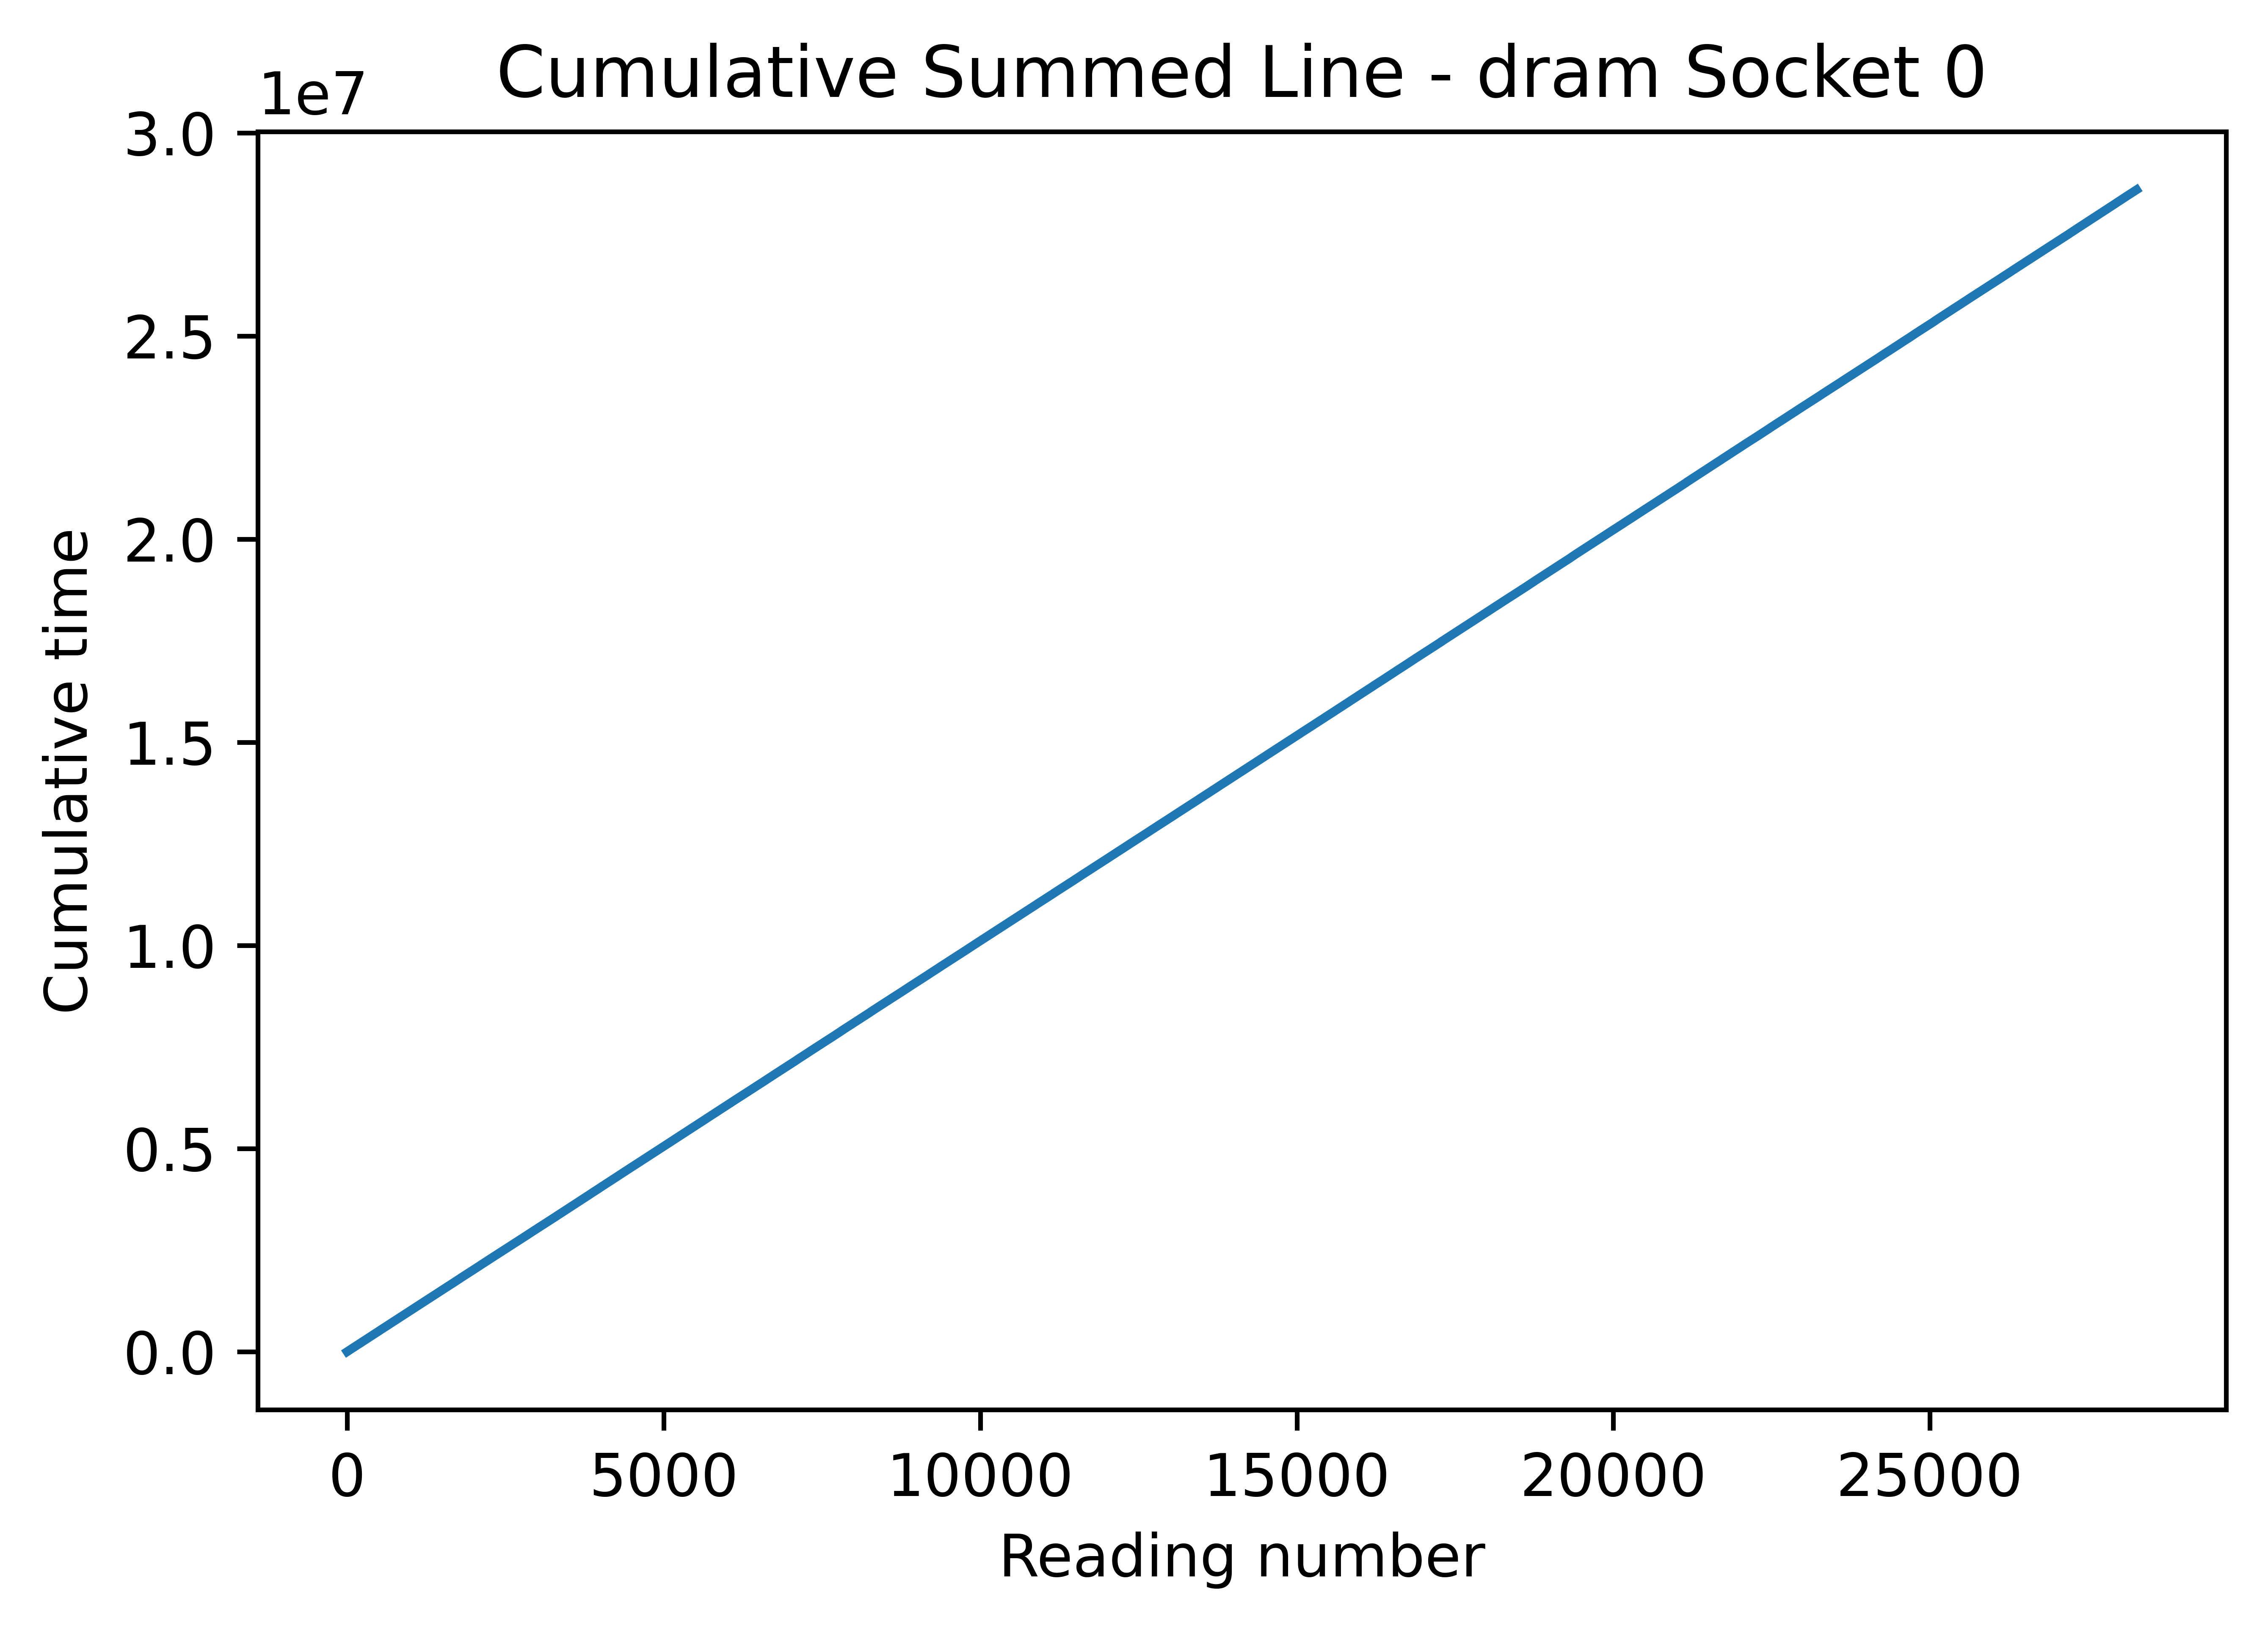 Cumulative Summed Line - dram Socket 0
1e7
3.0
2.5
2.0
1.5
1.0
0.5
0.0
Cumulative time
0 5000 10000 15000 20000 25000
Reading number